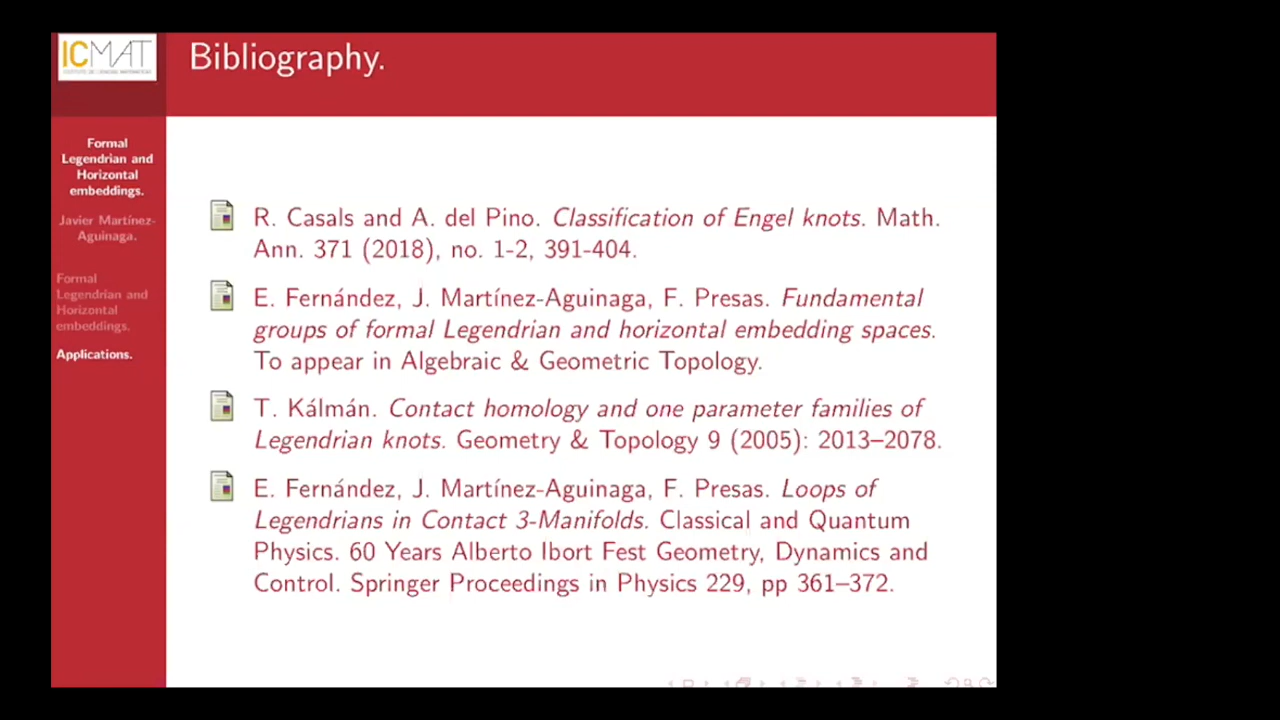 ICMAT
Bibliography.
Formal
Legendrian and
Horizontal
embeddings.
Javier Martínez-
Aguinaga.
Formal
Legendrian and
Horizontal
embeddings.
Applications.
R. Casals and A. del Pino. Classification of Engel knots. Math.
Ann. 371 (2018), no. 1-2, 391-404.
E. Fernández, J. Martínez-Aguinaga, F. Presas. Fundamental
groups of formal Legendrian and horizontal embedding spaces.
To appear in Algebraic & Geometric Topology.
T. Kálmán. Contact homology and one parameter families of
Legendrian knots. Geometry & Topology 9 (2005): 2013–2078.
E. Fernández, J. Martínez-Aguinaga, F. Presas. Loops of
Legendrians in Contact 3-Manifolds. Classical and Quantum
Physics. 60 Years Alberto Ibort Fest Geometry, Dynamics and
Control. Springer Proceedings in Physics 229, pp 361–372.